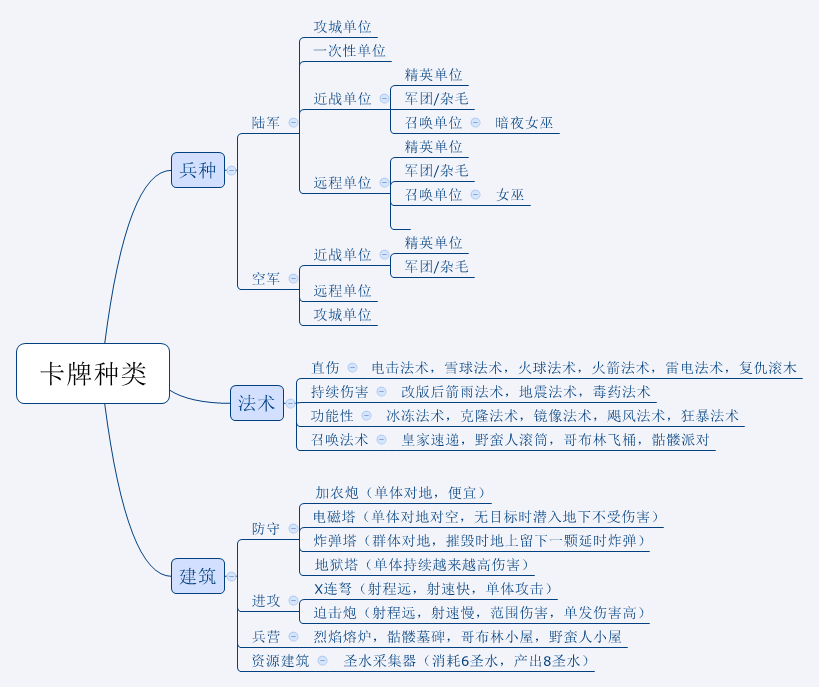 攻城单位
一次性单位
精英单位
近战单位
军团/杂毛
陆军
召唤单位
暗夜女巫
精英单位
兵种
军团/杂毛
远程单位
召唤单位
女巫
精英单位
近战单位
军团/杂毛
空军
远程单位
攻城单位
卡牌种类
直伤
电击法术，雪球法术，火球法术，火箭法术，雷电法术，复仇滚木
持续伤害
改版后箭雨法术，地震法术，毒药法术
法术
功能性
冰冻法术，克隆法术，镜像法术，飓风法术，狂暴法术
召唤法术
皇家速递，野蛮人滚筒，哥布林飞桶，骷髅派对
加农炮（单体对地，便宜）
电磁塔（单体对地对空，无目标时潜入地下不受伤害）
防守
炸弹塔（群体对地，摧毁时地上留下一颗延时炸弹）
地狱塔（单体持续越来越高伤害）
建筑
X连弩（射程远，射速快，单体攻击）
进攻
迫击炮（射程远，射速慢，范围伤害，单发伤害高）
兵营
烈焰熔炉，骷髅墓碑，哥布林小屋，野蛮人小屋
资源建筑
圣水采集器（消耗6圣水，产出8圣水）